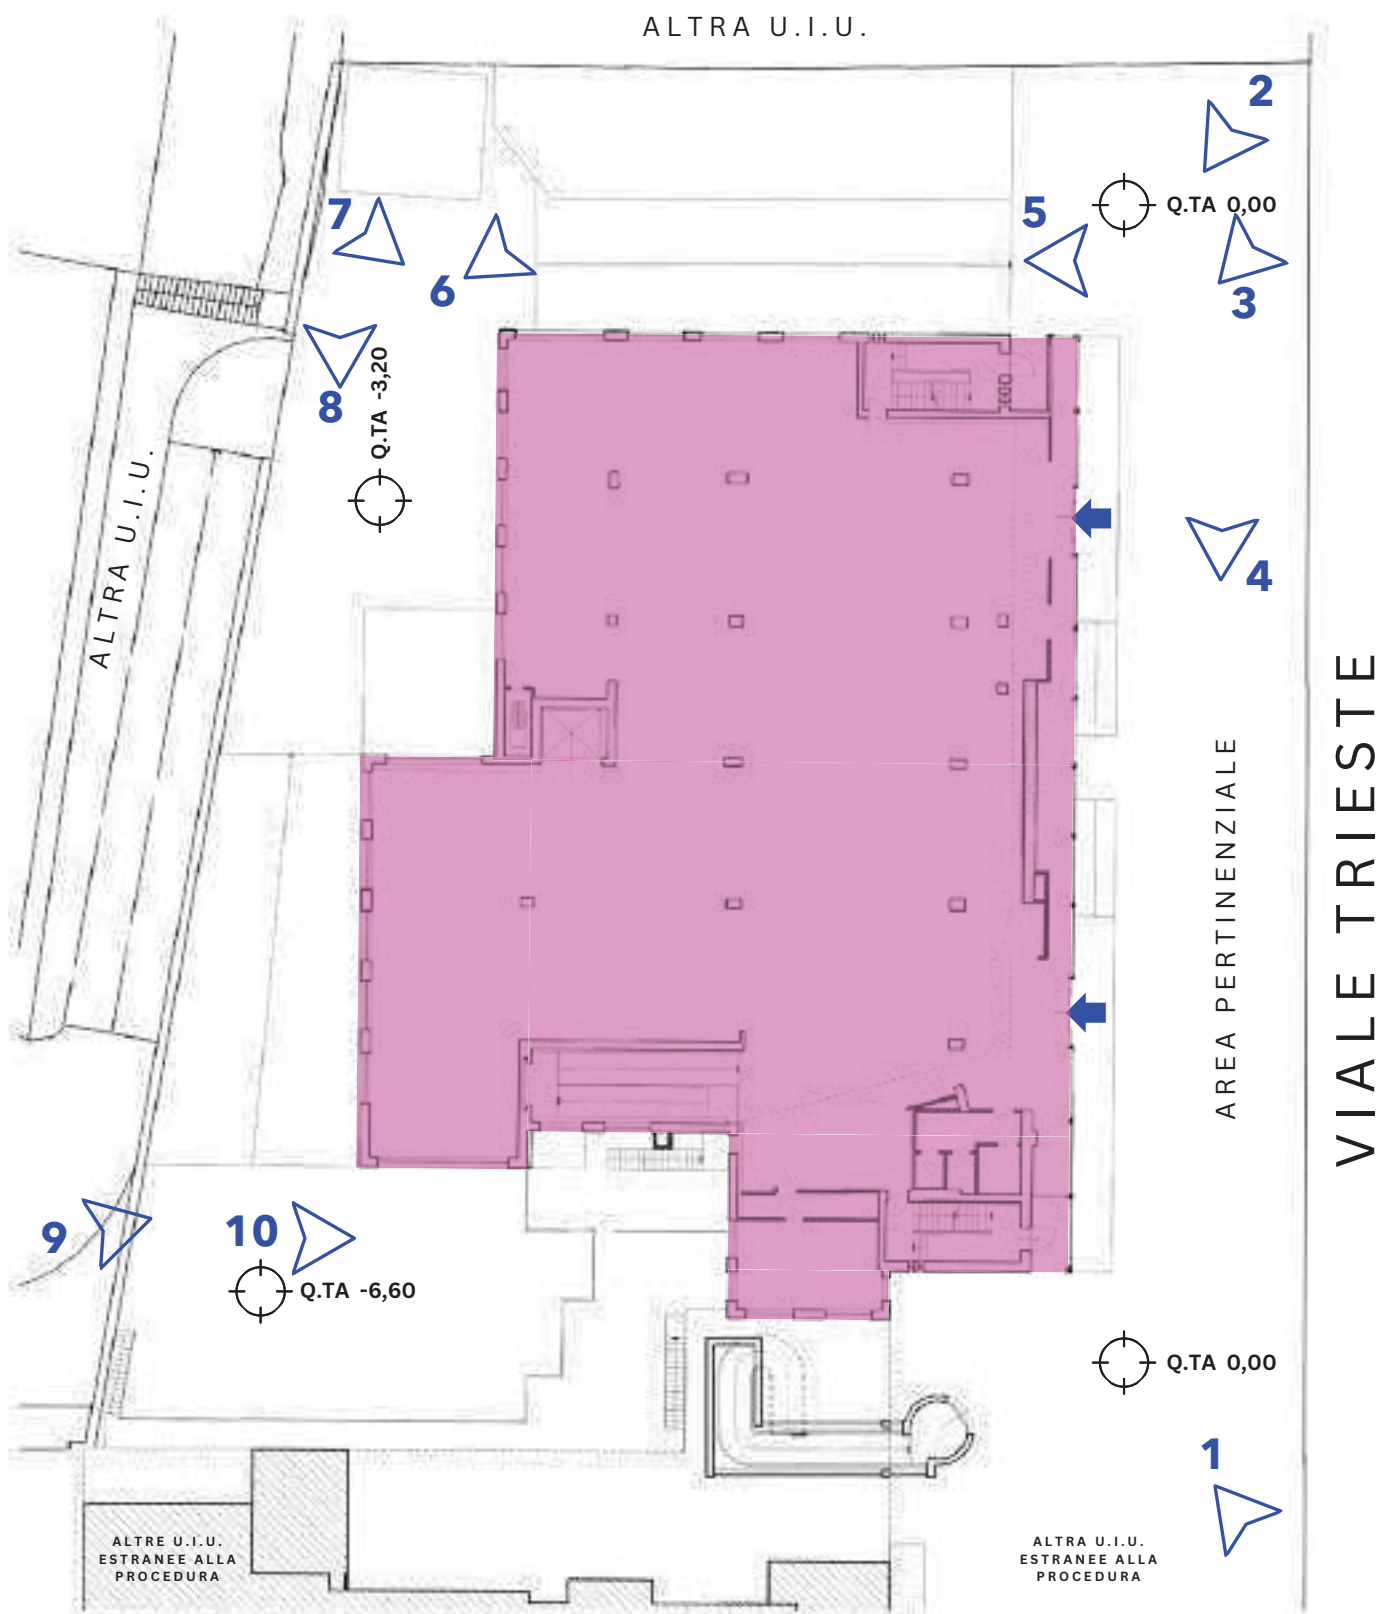 ALTRA U.I.U.
2
Q.TA 0,00
7
5
6
3
8
Q.TA -3,20
4
ALTRA U.I.U.
VIALE TRIESTE
AREA PERTINENZIALE
9
10
Q.TA -6,60
Q.TA 0,00
1
ALTRE U.I.U.
ESTRANEE ALLA
PROCEDURA
ALTRA U.I.U.
ESTRANEE ALLA
PROCEDURA